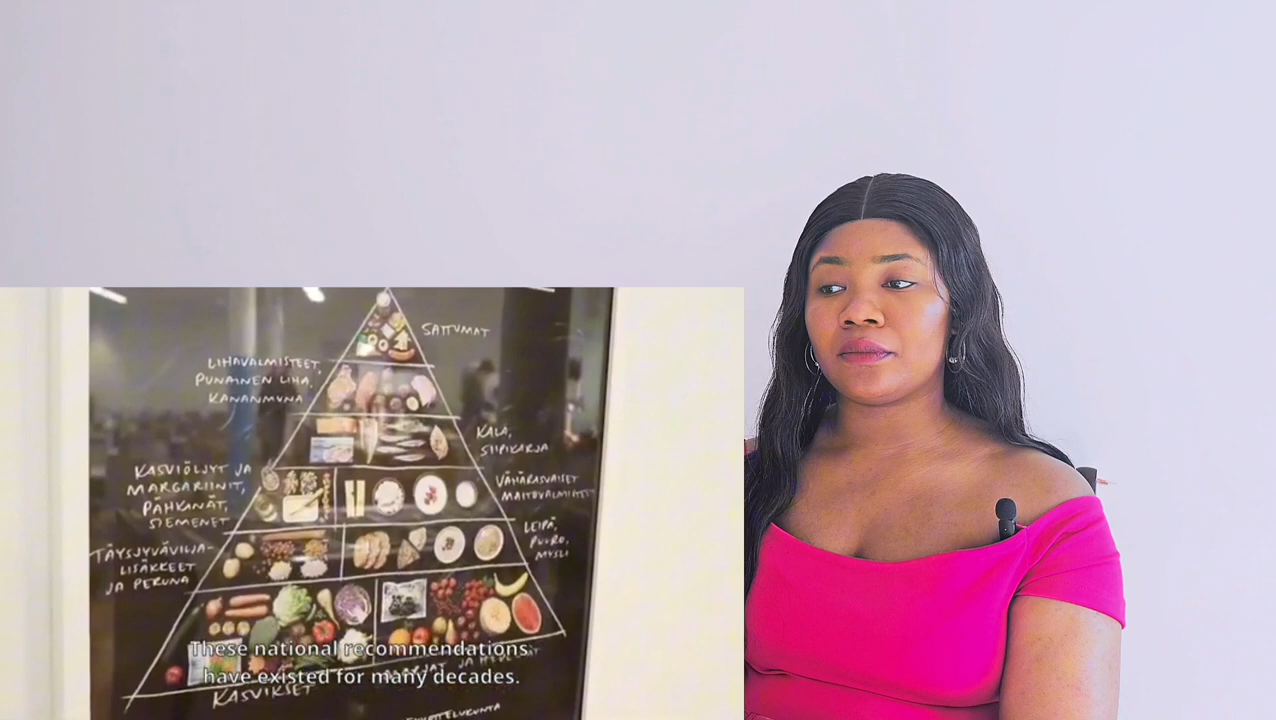 SATTUMAT
LIHAVALMISTEET,
PUNAINEN LIHA,
KANANMUNA
KALA,
SIIPIKARJA
KASVIÖLJYT JA
MARGARIINIT,
PÄHKINÄT,
SIEMENET
VÄHÄRASVAISET
MAITOVALMISTEET
LEIPÄ,
PUURO,
MYSLI
TÄYSJYVÄVILJA-
LISÄKKEET
JA PERUNA
These national recommendations
have existed for many decades.
KASVIKSET